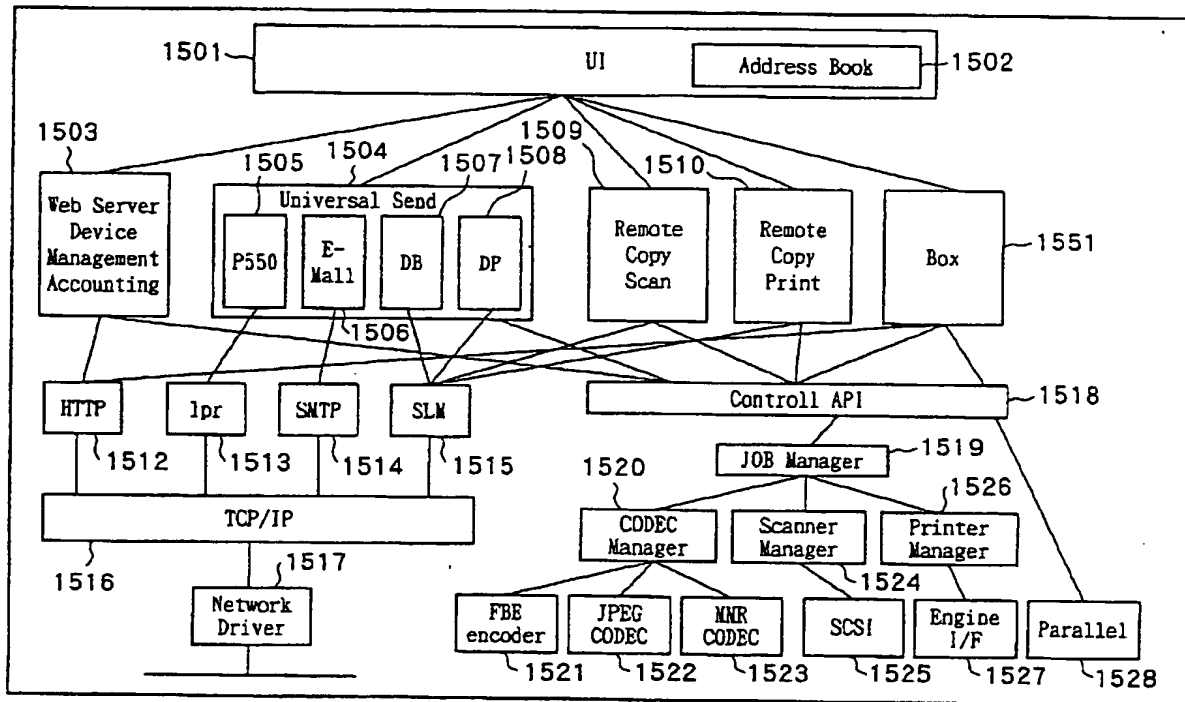 1501
UI
Address Book
1502
1503
1504
1505
1507
1508
1509
1510
1551
Web Server
Device
Management
Accounting
Universal Send
P550
E-
Mall
DB
DP
1506
Remote
Copy
Scan
Remote
Copy
Print
Box
HTTP
lpr
SMTP
SLM
1512
1513
1514
1515
Controll API
1518
JOB Manager
1519
TCP/IP
1516
1517
Network
Driver
1520
CODEC
Manager
Scanner
Manager
1524
1526
Printer
Manager
FBE
encoder
1521
JPEG
CODEC
1522
MMR
CODEC
1523
SCSI
1525
Engine
I/F
1527
Parallel
1528